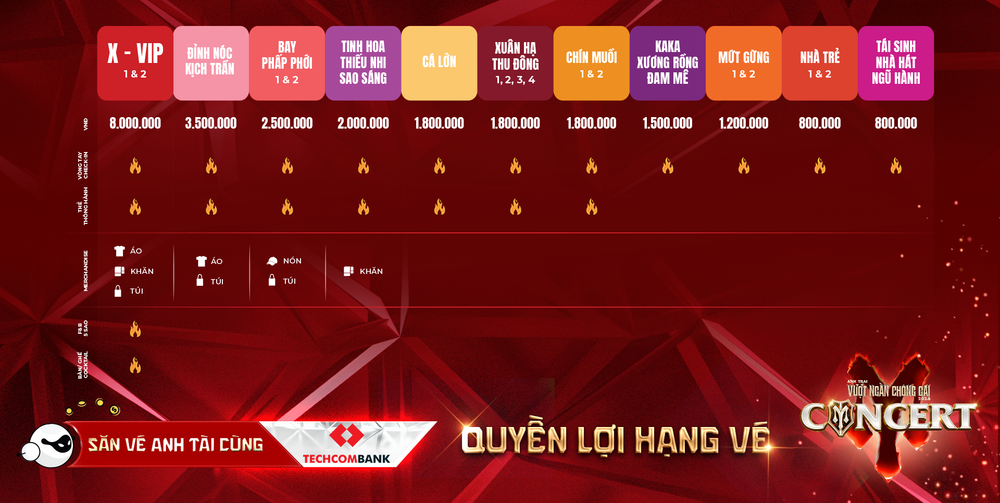 X - VIP
1 & 2
ĐỈNH NÓC
KỊCH TRẦN
BAY
PHẤP PHỚI
1 & 2
TINH HOA
THIẾU NHI
SAO SÁNG
CÁ LỚN
XUÂN HẠ
THU ĐÔNG
1, 2, 3, 4
CHÍN MUỒI
1 & 2
KAKA
XƯƠNG RỒNG
ĐAM MÊ
MỨT GỪNG
1 & 2
NHÀ TRẺ
1 & 2
TÁI SINH
NHÀ HÁT
NGŨ HÀNH
VND
8.000.000
3.500.000
2.500.000
2.000.000
1.800.000
1.800.000
1.800.000
1.500.000
1.200.000
800.000
800.000
VÒNG TAY
CHECK-IN
THẺ
THÔNG HÀNH
MERCHANDISE
ÁO
KHĂN
TÚI
ÁO
TÚI
NÓN
TÚI
KHĂN
F&B
5 SAO
BÀN/ GHẾ
COCKTAIL
SĂN VÉ ANH TÀI CÙNG
TECHCOMBANK
QUYỀN LỢI HẠNG VÉ
ANH TRAI
VƯỢT NGÀN CHÔNG GAI
2024
CONCERT